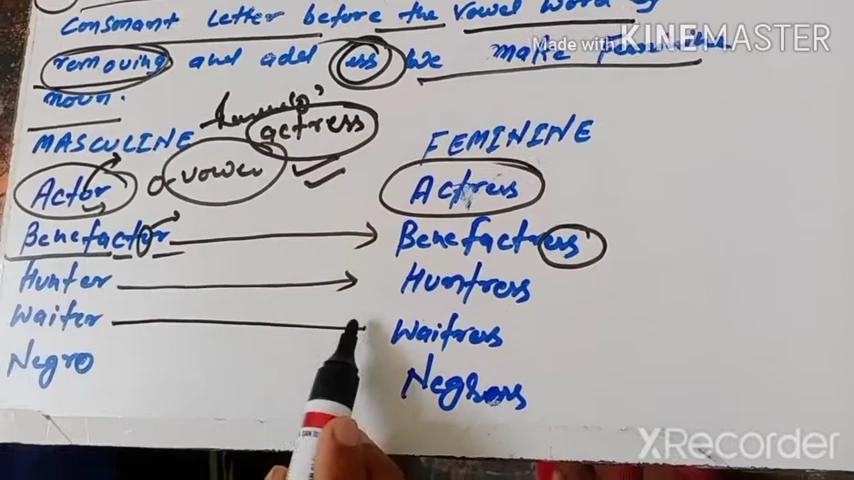 Consonant Letter before the vowel word
Made with KINEMASTER
removing and add ess we make Feminine
noun.
actress
MASCULINE FEMININE
Actor vowel Actress
Benefactor Benefactress
Hunter Huntress
Waiter Waitress
Negro
XRecorder